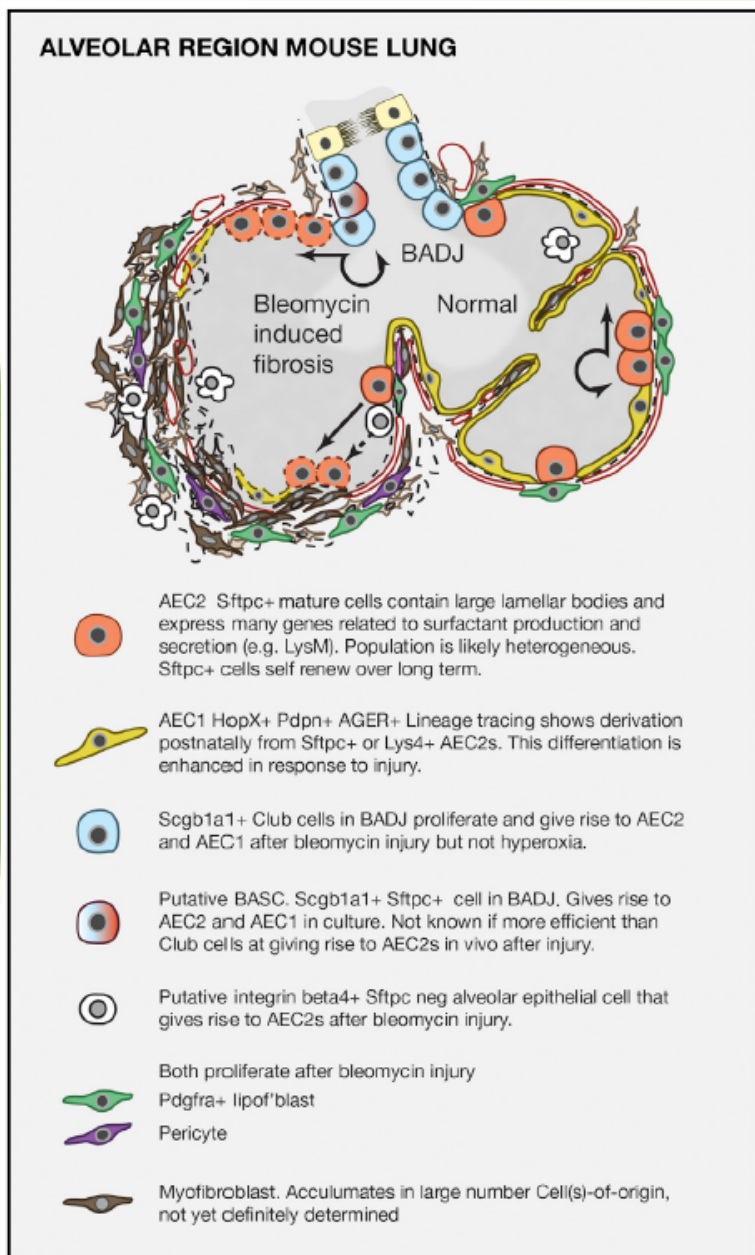 ALVEOLAR REGION MOUSE LUNG
BADJ
Bleomycin
induced
fibrosis
Normal
AEC2 Sftpc+ mature cells contain large lamellar bodies and
express many genes related to surfactant production and
secretion (e.g. LysM). Population is likely heterogeneous.
Sftpc+ cells self renew over long term.
AEC1 HopX+ Pdpn+ AGER+ Lineage tracing shows derivation
postnatally from Sftpc+ or Lys4+ AEC2s. This differentiation is
enhanced in response to injury.
Scgb1a1+ Club cells in BADJ proliferate and give rise to AEC2
and AEC1 after bleomycin injury but not hyperoxia.
Putative BASC. Scgb1a1+ Sftpc+ cell in BADJ. Gives rise to
AEC2 and AEC1 in culture. Not known if more efficient than
Club cells at giving rise to AEC2s in vivo after injury.
Putative integrin beta4+ Sftpc neg alveolar epithelial cell that
gives rise to AEC2s after bleomycin injury.
Both proliferate after bleomycin injury
Pdgfra+ lipof'blast
Pericyte
Myofibroblast. Acculumates in large number Cell(s)-of-origin,
not yet definitely determined